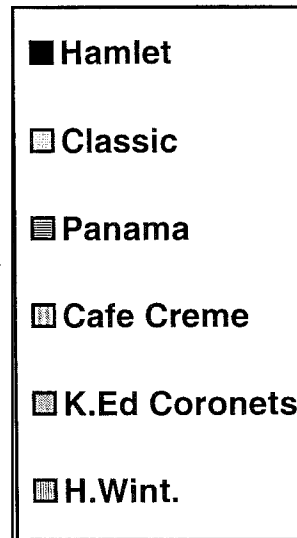 Hamlet
Classic
Panama
Cafe Creme
K.Ed Coronets
H.Wint.